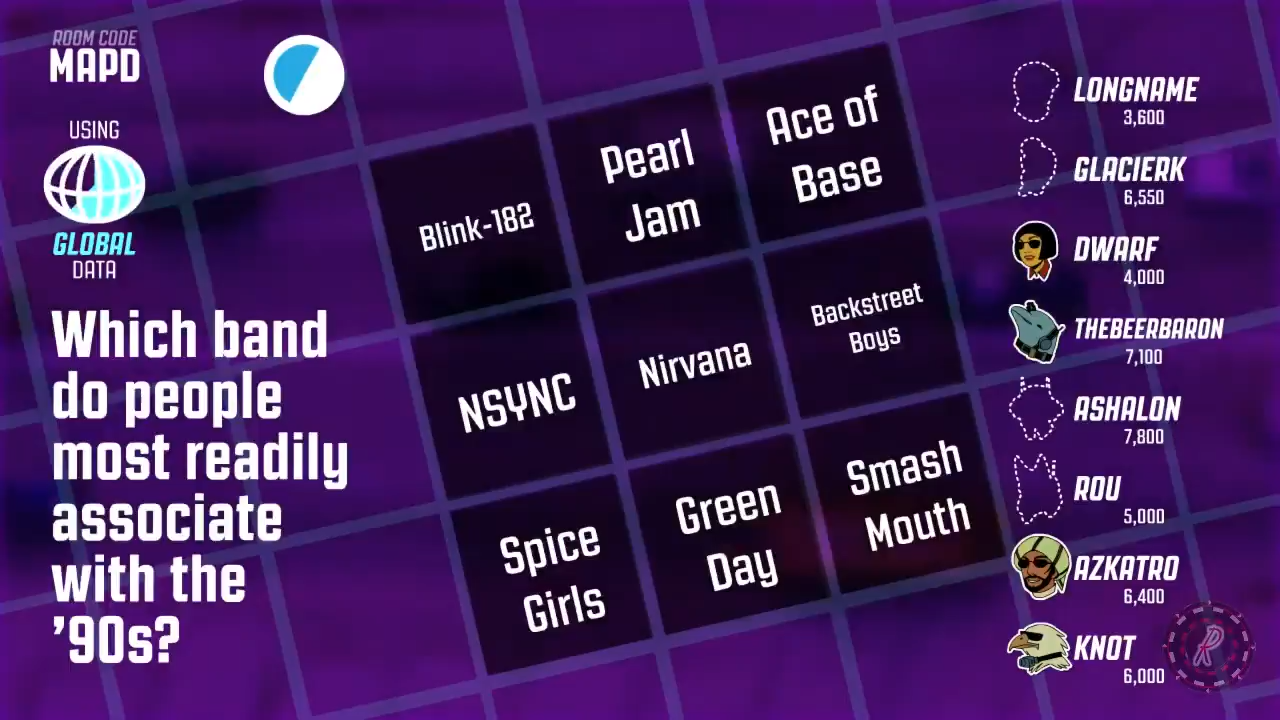 ROOM CODE
MAPD
USING
GLOBAL
DATA
Which band
do people
most readily
associate
with the
'90s?
Blink-182
Pearl
Jam
Ace of
Base
NSYNC
Nirvana
Backstreet
Boys
Spice
Girls
Green
Day
Smash
Mouth
LONGNAME
3,600
GLACIERK
6,550
DWARF
4,000
THEBEERBARON
7,100
ASHALON
7,800
ROU
5,000
AZKATRO
6,400
KNOT
6,000